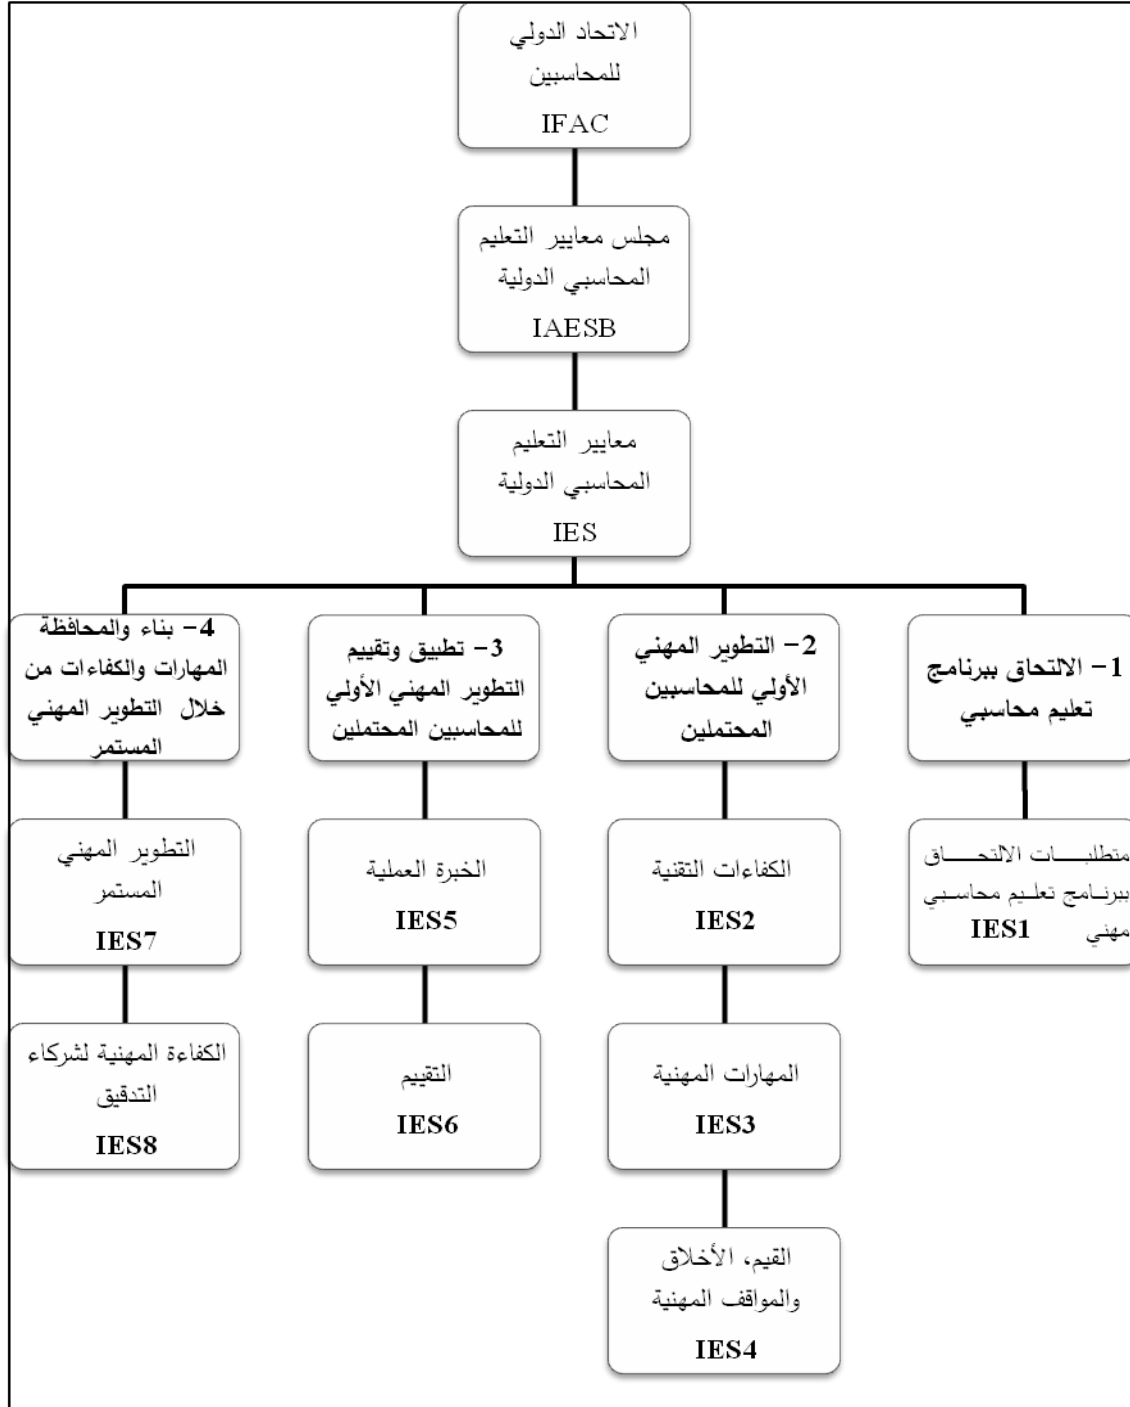 الاتحاد الدولي
للمحاسبين
IFAC
مجلس معايير التعليم
المحاسبي الدولية
IAESB
معايير التعليم
المحاسبي الدولية
IES
1- الالتحاق ببرنامج
تعليم محاسبي
متطلبات الالتحاق
ببرنامج تعليم محاسبي
مهني IES1
2- التطوير المهني
الأولي للمحاسبين
المحتملين
الكفاءات التقنية
IES2
المهارات المهنية
IES3
القيم، الأخلاق
والمواقف المهنية
IES4
3- تطبيق وتقييم
التطوير المهني الأولي
للمحاسبين المحتملين
الخبرة العملية
IES5
التقييم
IES6
4- بناء والمحافظة
المهارات والكفاءات من
خلال التطوير المهني
المستمر
التطوير المهني
المستمر
IES7
الكفاءة المهنية لشركاء
التدقيق
IES8